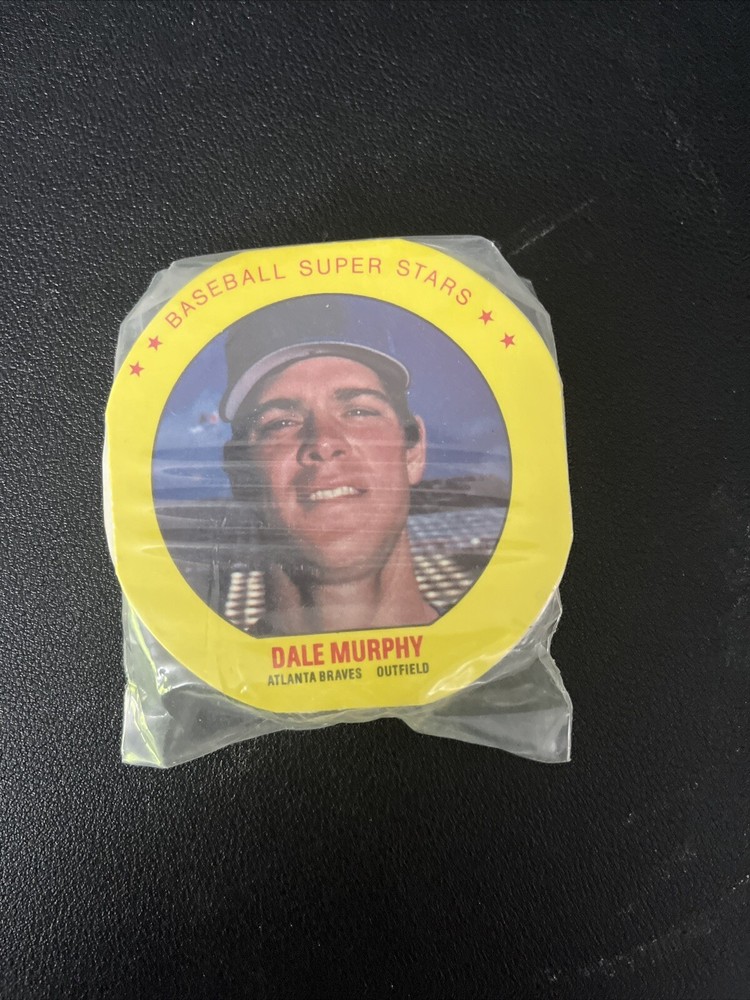 ★ ★ BASEBALL SUPER STARS ★ ★
DALE MURPHY
ATLANTA BRAVES OUTFIELD